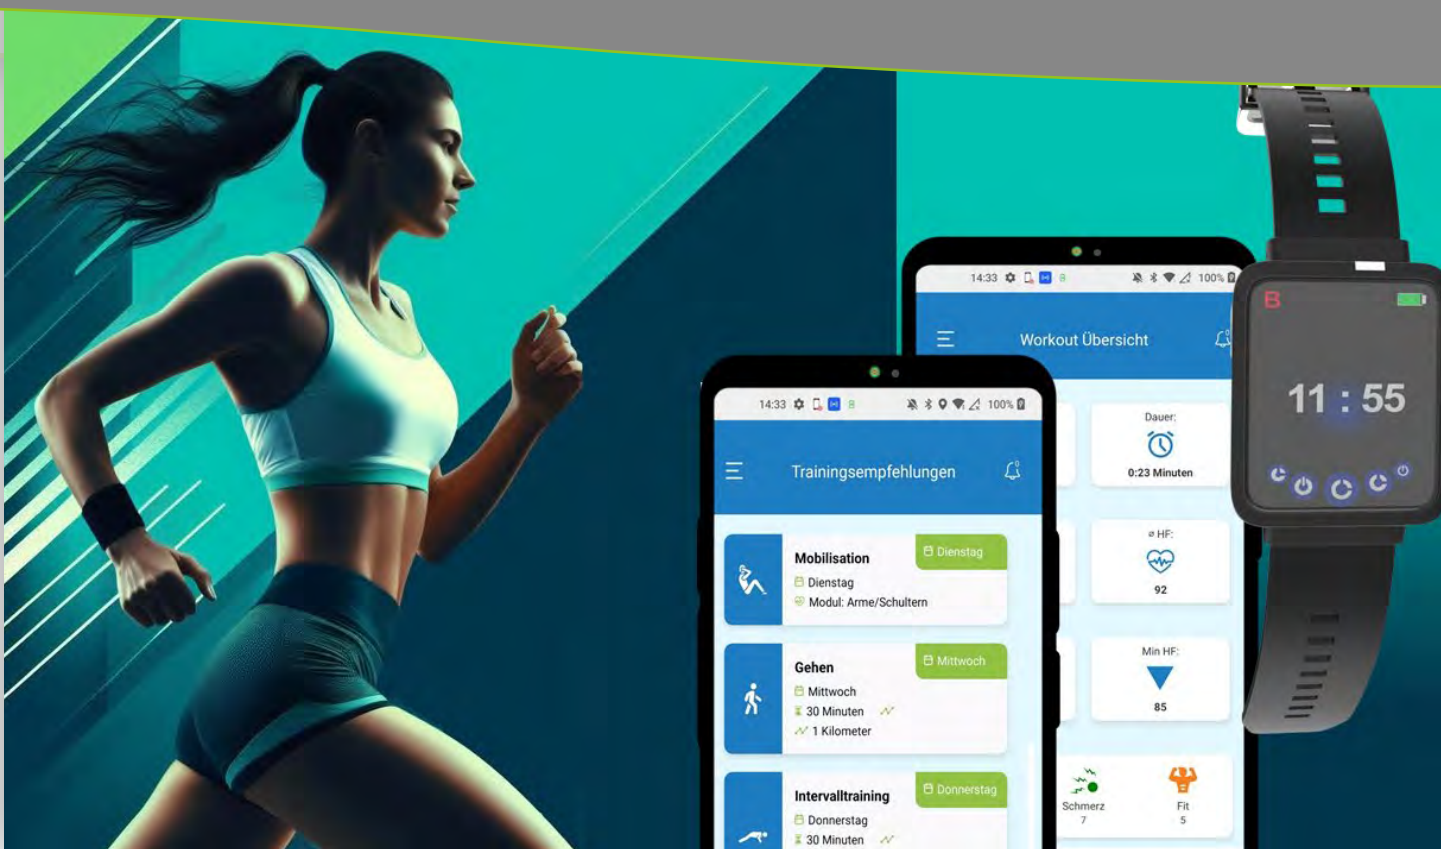 14:33
100%
Workout Übersicht
Dauer:
0:23 Minuten
ø HF:
92
Min HF:
85
Schmerz
7
Fit
5
14:33
100%
Trainingsempfehlungen
Mobilisation
Dienstag
Dienstag
Modul: Arme/Schultern
Gehen
Mittwoch
Mittwoch
30 Minuten
1 Kilometer
Intervalltraining
Donnerstag
Donnerstag
30 Minuten
B
11 : 55